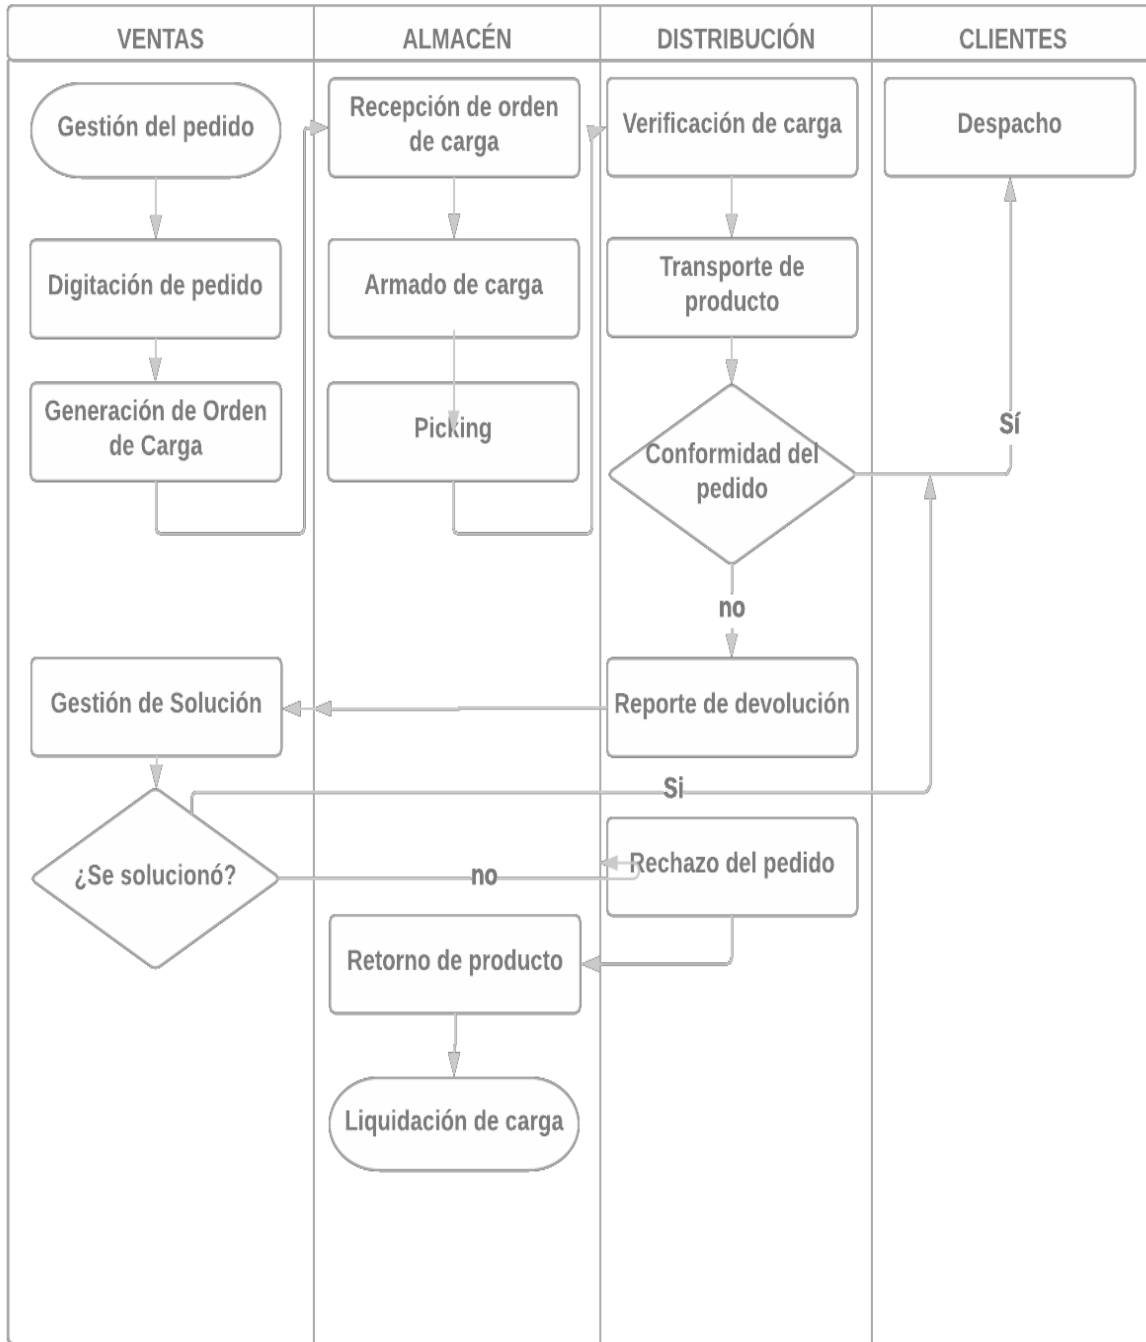 VENTAS
ALMACÉN
DISTRIBUCIÓN
CLIENTES
Gestión del pedido
Recepción de orden
de carga
Verificación de carga
Despacho
Digitación de pedido
Armado de carga
Transporte de
producto
Generación de Orden
de Carga
Picking
Conformidad del
pedido
Sí
no
Gestión de Solución
Reporte de devolución
Si
¿Se solucionó?
no
Rechazo del pedido
Retorno de producto
Liquidación de carga